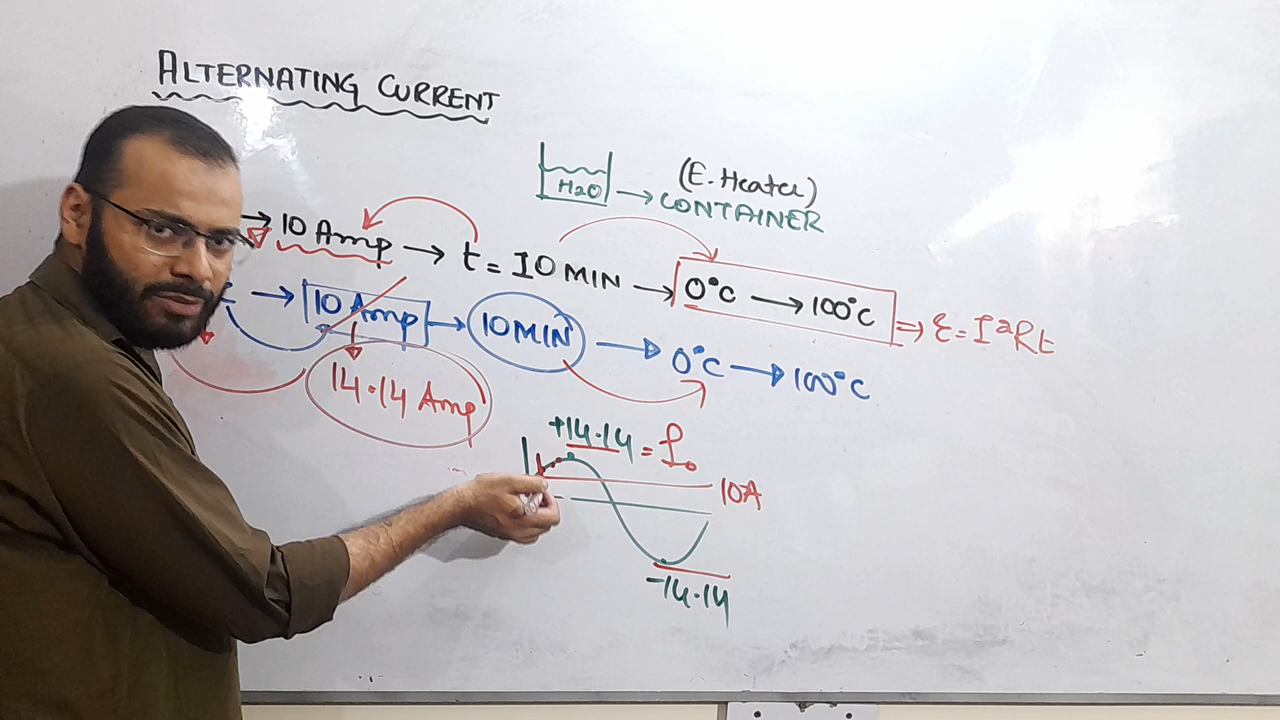 ALTERNATING CURRENT
(E.Heater)
H2O → CONTAINER
→ 10 Amp → t = 10 MIN → 0°C → 100°C ⇒ E = I²Rt
→ 10 Amp → 10 MIN → 0°C → 100°C
14.14 Amp
+14.14 = I₀
10A
-14.14